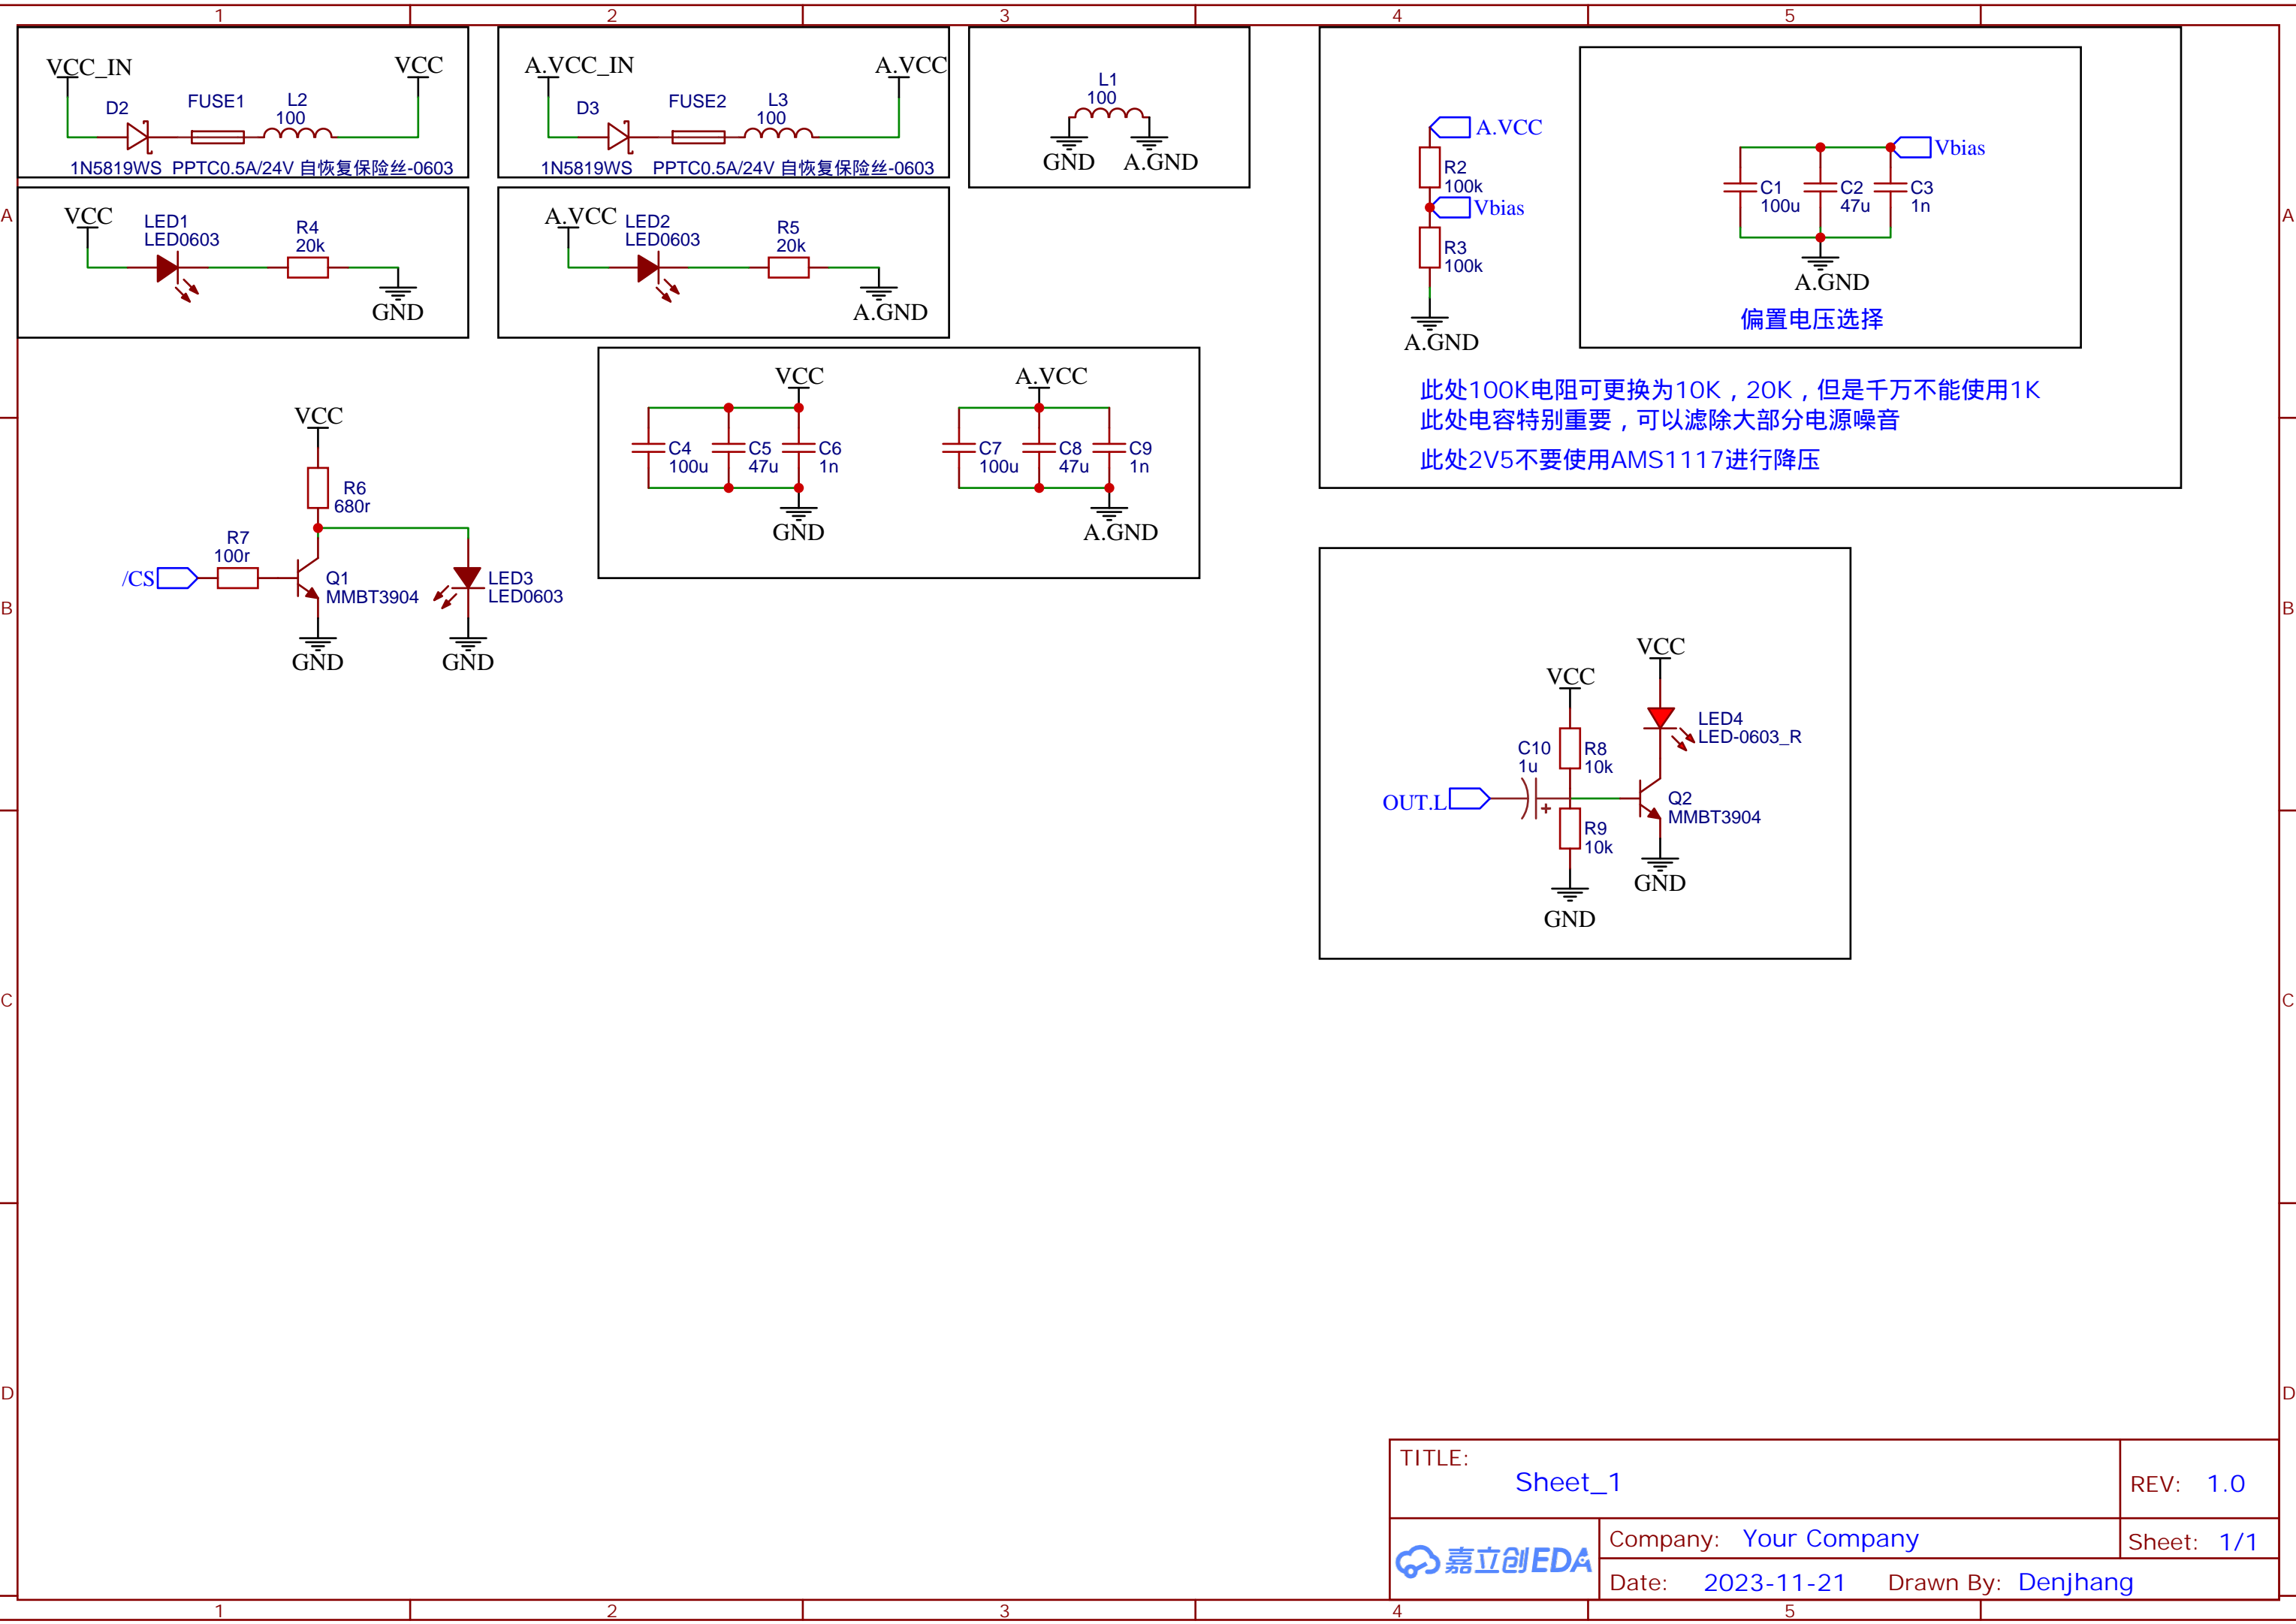 1 2 3 4 5
VCC_IN VCC
D2 FUSE1 L2
100
1N5819WS PPTC0.5A/24V 自恢复保险丝-0603
A.VCC_IN A.VCC
D3 FUSE2 L3
100
1N5819WS PPTC0.5A/24V 自恢复保险丝-0603
L1
100
GND A.GND
A.VCC
R2
100k
Vbias
R3
100k
A.GND
Vbias
C1 C2 C3
100u 47u 1n
A.GND
偏置电压选择
此处100K电阻可更换为10K，20K，但是千万不能使用1K
此处电容特别重要，可以滤除大部分电源噪音
此处2V5不要使用AMS1117进行降压
A A
VCC LED1 R4
LED0603 20k
GND
A.VCC LED2 R5
LED0603 20k
A.GND
VCC A.VCC
C4 C5 C6 C7 C8 C9
100u 47u 1n 100u 47u 1n
GND A.GND
VCC
R6
680r
R7
100r
/CS
Q1
MMBT3904
LED3
LED0603
GND GND
B B
VCC
VCC
LED4
LED-0603_R
C10
1u
R8
10k
OUT.L
Q2
MMBT3904
R9
10k
GND
GND
C C
D D
TITLE:
Sheet_1
REV: 1.0
嘉立创EDA
Company: Your Company
Sheet: 1/1
Date: 2023-11-21 Drawn By: Denjhang
1 2 3 4 5